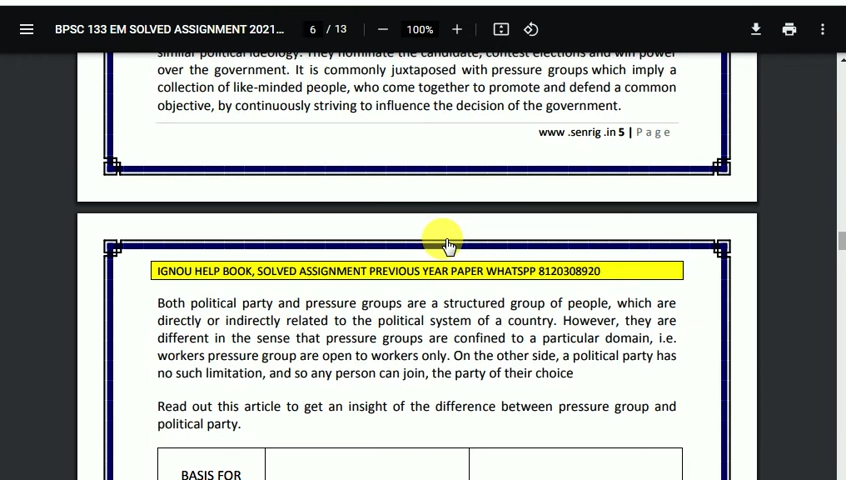 BPSC 133 EM SOLVED ASSIGNMENT 2021... 6 / 13 100%
similar political ideology. They nominate the candidate, contest elections and win power
over the government. It is commonly juxtaposed with pressure groups which imply a
collection of like-minded people, who come together to promote and defend a common
objective, by continuously striving to influence the decision of the government.
www .senrig .in 5 | P a g e
IGNOU HELP BOOK, SOLVED ASSIGNMENT PREVIOUS YEAR PAPER WHATSPP 8120308920
Both political party and pressure groups are a structured group of people, which are
directly or indirectly related to the political system of a country. However, they are
different in the sense that pressure groups are confined to a particular domain, i.e.
workers pressure group are open to workers only. On the other side, a political party has
no such limitation, and so any person can join, the party of their choice
Read out this article to get an insight of the difference between pressure group and
political party.
BASIS FOR